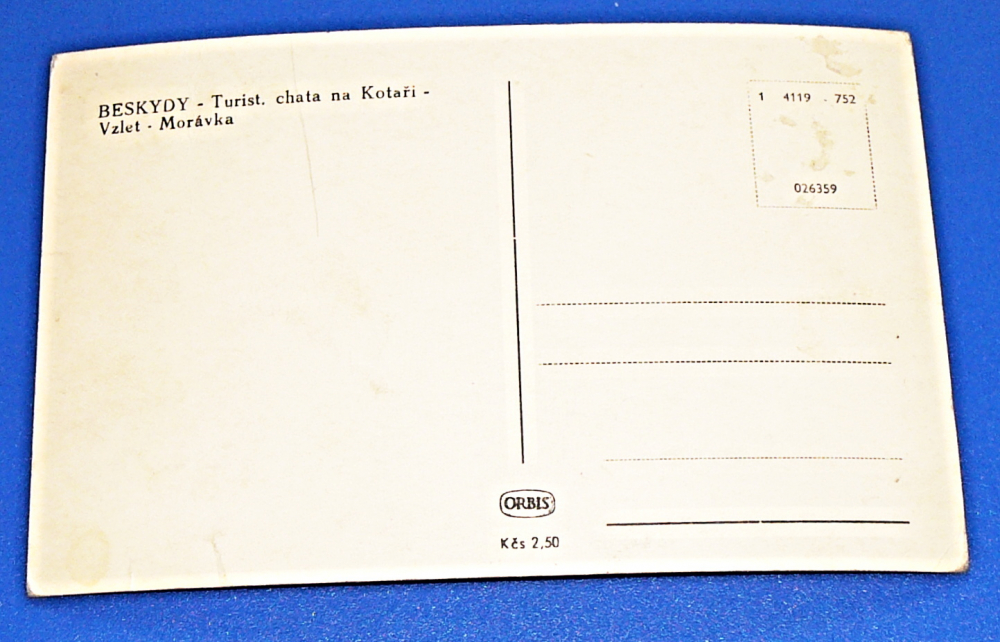 BESKYDY - Turist. chata na Kotaři -
Vzlet - Morávka
1 4119 - 752
026359
ORBIS
Kčs 2,50